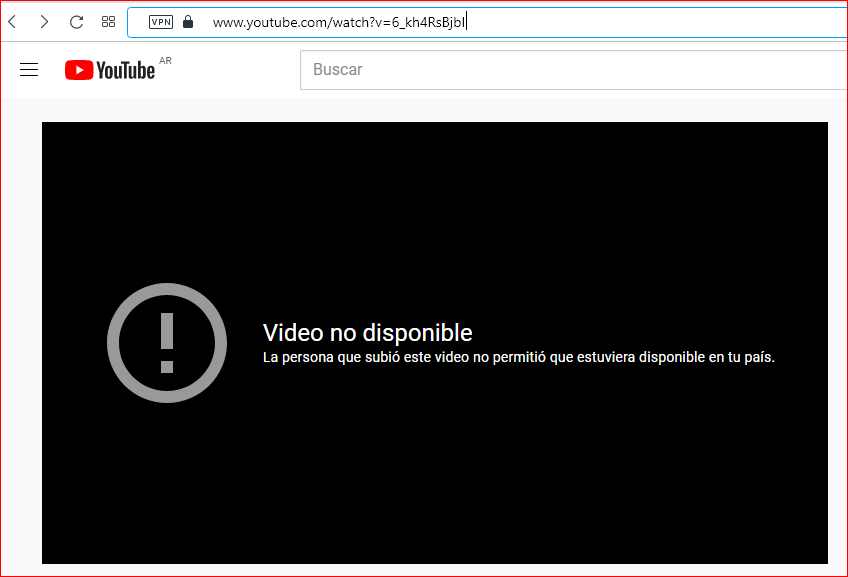 VPN www.youtube.com/watch?v=6_kh4RsBjbI
YouTube AR
Buscar
Video no disponible
La persona que subió este video no permitió que estuviera disponible en tu país.